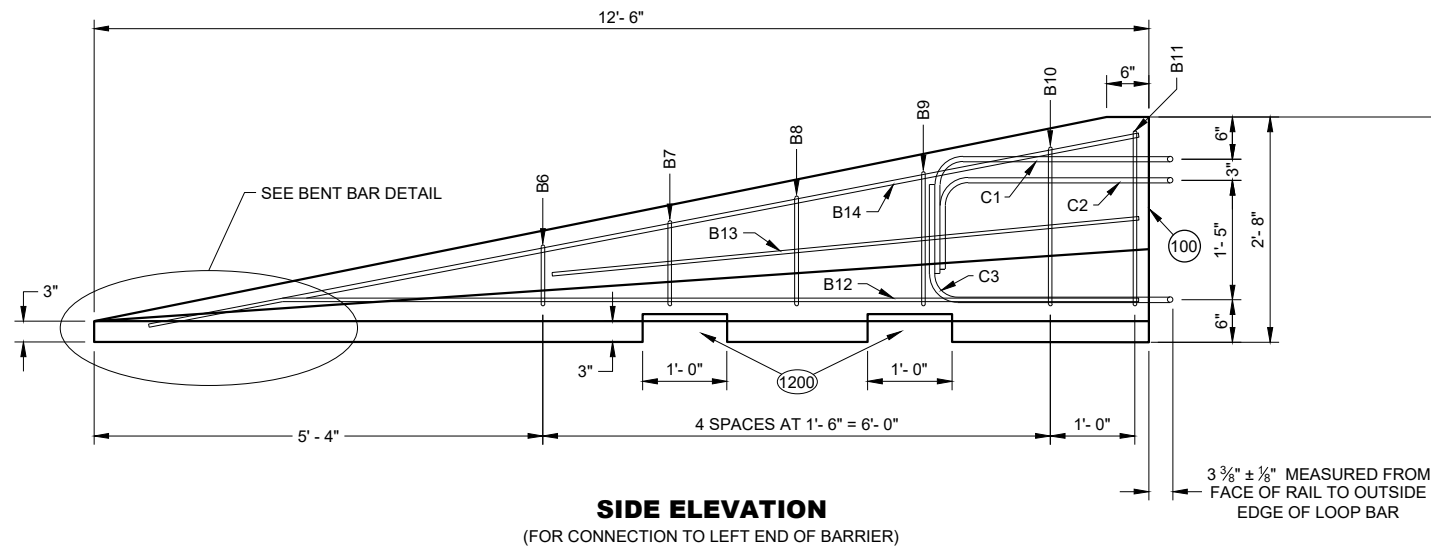 12'- 6"
6"
B11
B10
B9
B8
B7
B6
SEE BENT BAR DETAIL
6"
3"
C1
C2
B14
B13
1'- 5"
2'- 8"
100
C3
B12
3"
6"
3"
1'- 0"
1200
1'- 0"
5' - 4"
4 SPACES AT 1'- 6" = 6'- 0"
1'- 0"
3 ⅜" ± ⅛" MEASURED FROM
FACE OF RAIL TO OUTSIDE
EDGE OF LOOP BAR
SIDE ELEVATION
(FOR CONNECTION TO LEFT END OF BARRIER)